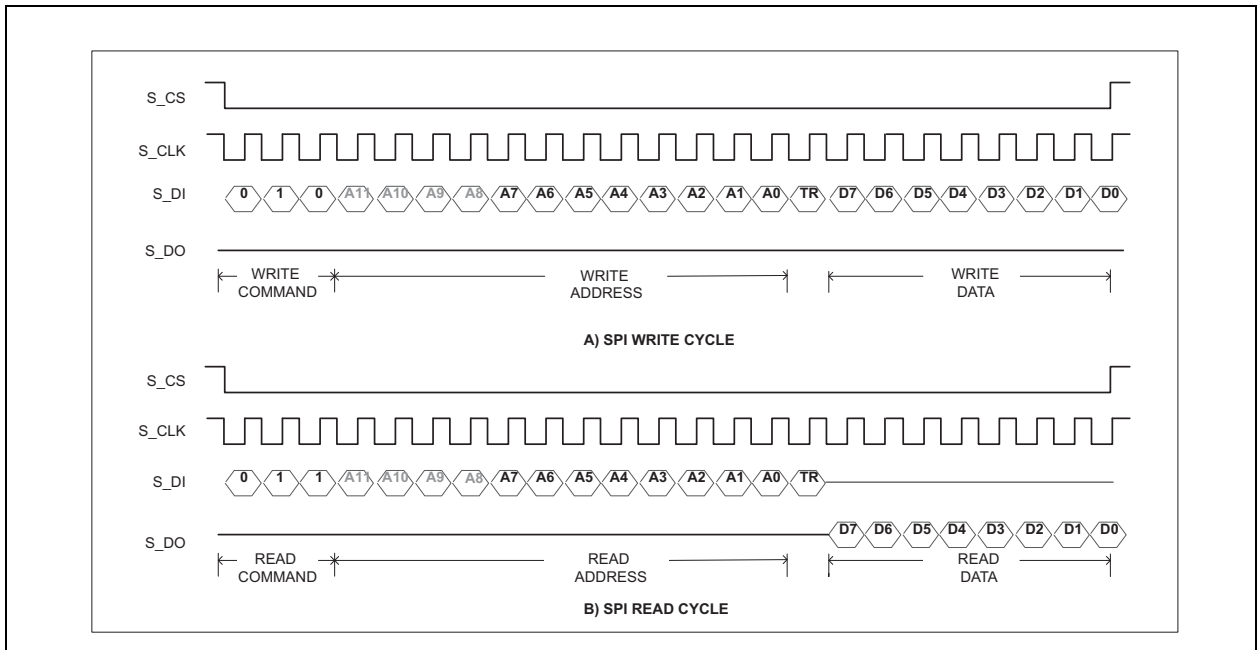 S_CS
S_CLK
S_DI 0 1 0 A11 A10 A9 A8 A7 A6 A5 A4 A3 A2 A1 A0 TR D7 D6 D5 D4 D3 D2 D1 D0
S_DO
WRITE COMMAND WRITE ADDRESS WRITE DATA
A) SPI WRITE CYCLE
S_CS
S_CLK
S_DI 0 1 1 A11 A10 A9 A8 A7 A6 A5 A4 A3 A2 A1 A0 TR
S_DO D7 D6 D5 D4 D3 D2 D1 D0
READ COMMAND READ ADDRESS READ DATA
B) SPI READ CYCLE